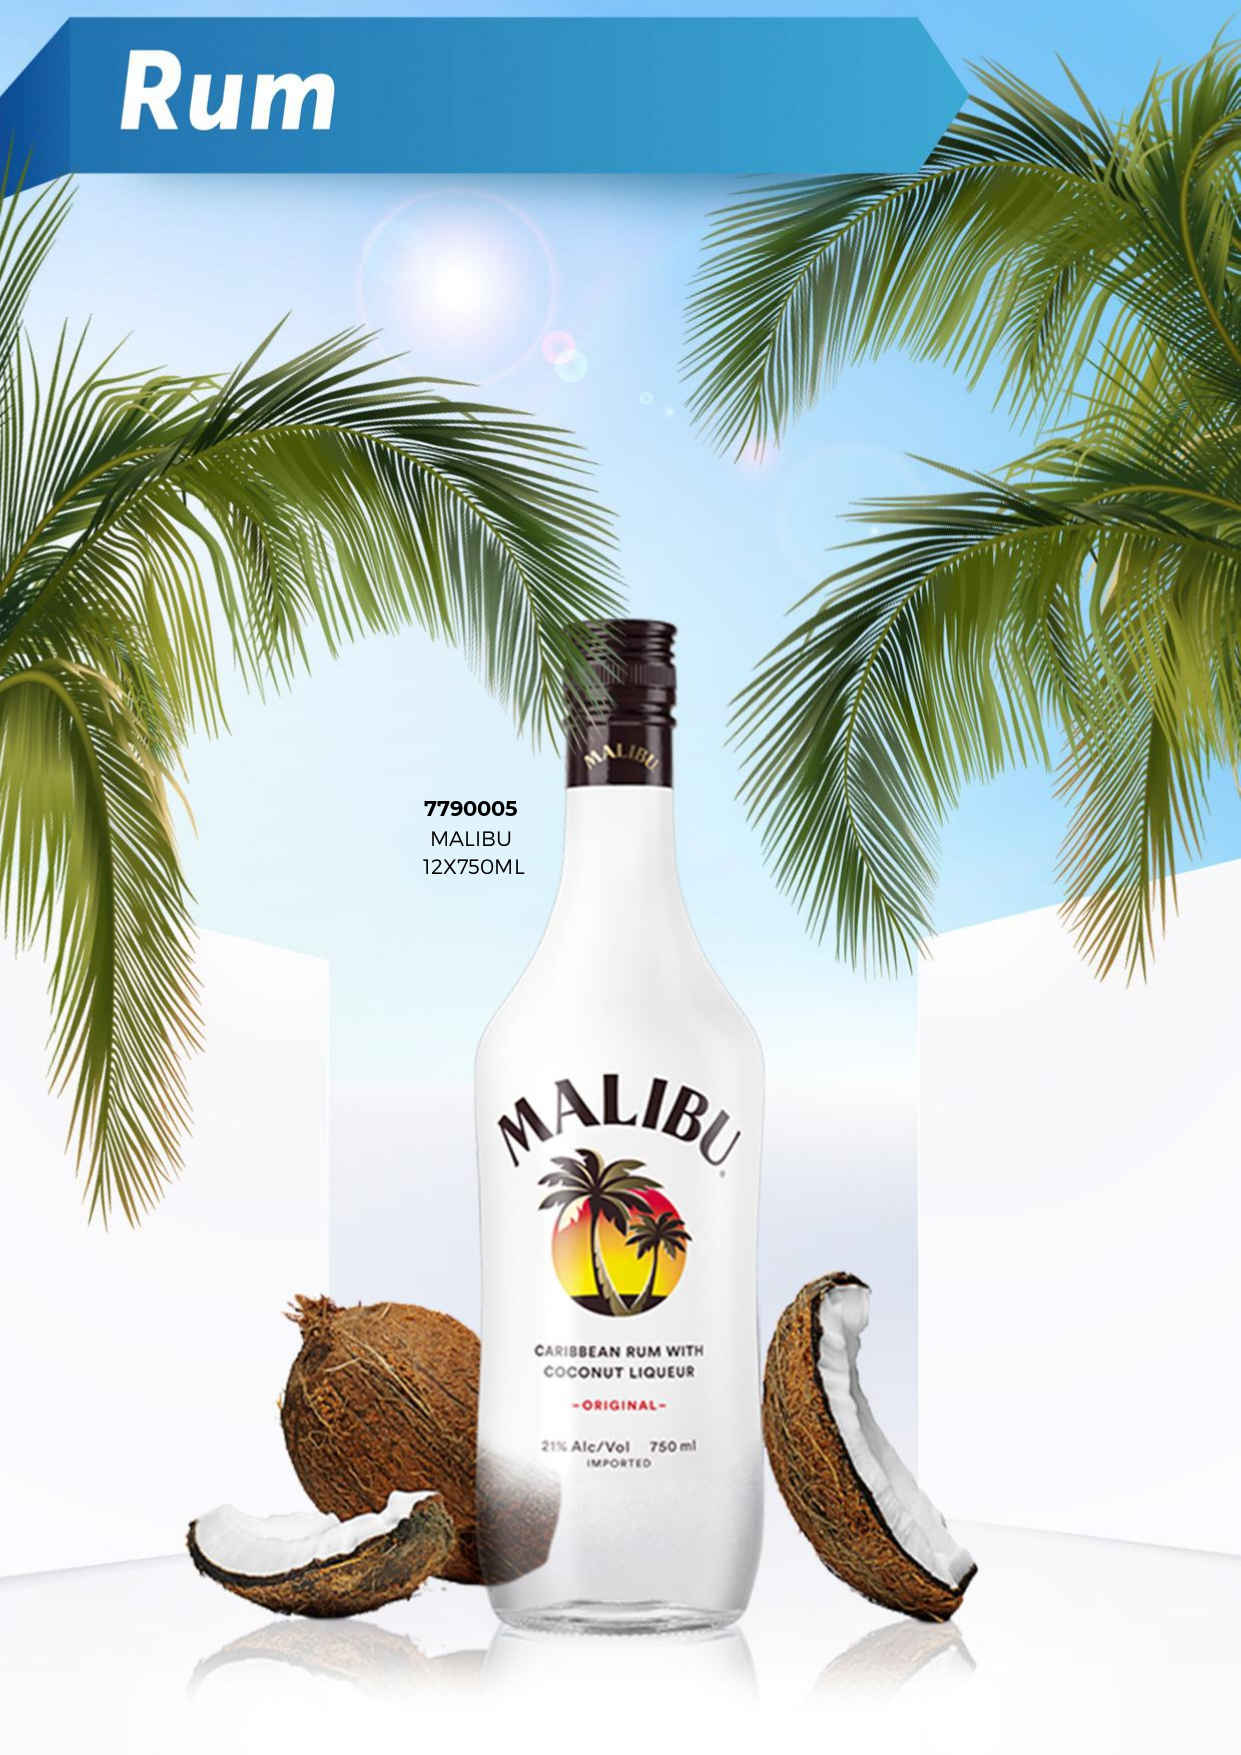 Rum
MALIBU
7790005
MALIBU
12X750ML
MALIBU
CARIBBEAN RUM WITH
COCONUT LIQUEUR
-ORIGINAL-
21% Alc/Vol 750 ml
IMPORTED